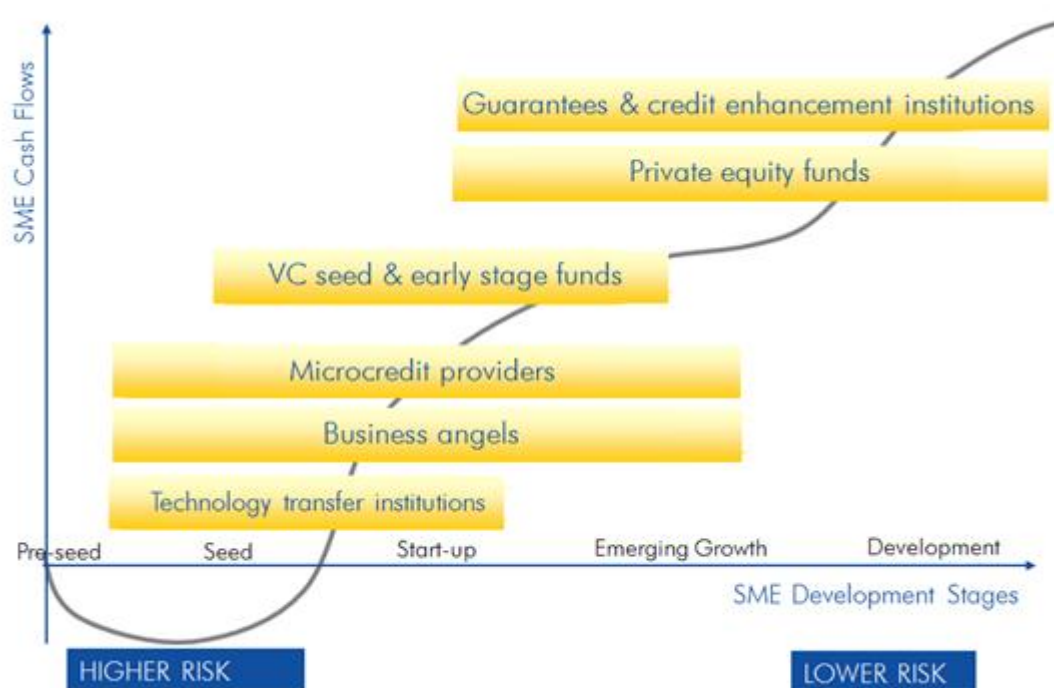 SME Cash Flows
Guarantees & credit enhancement institutions
Private equity funds
VC seed & early stage funds
Microcredit providers
Business angels
Technology transfer institutions
Pre-seed Seed Start-up Emerging Growth Development
SME Development Stages
HIGHER RISK LOWER RISK